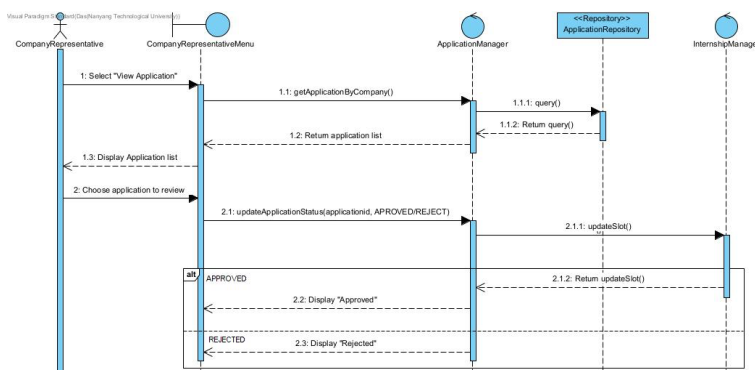 Visual Paradigm Standard(Davi(Nanyang Technological University))
<<Repository>>
ApplicationRepository
CompanyRepresentative
CompanyRepresentativeMenu
ApplicationManager
InternshipManage
1: Select "View Application"
1.1: getApplicationByCompany()
1.1.1: query()
1.1.2: Return query()
1.2: Return application list
1.3: Display Application list
2: Choose application to review
2.1: updateApplicationStatus(applicationid, APROVED/REJECT)
2.1.1: updateSlot()
alt
APPROVED
2.1.2: Return updateSlot()
2.2: Display "Approved"
REJECTED
2.3: Display "Rejected"